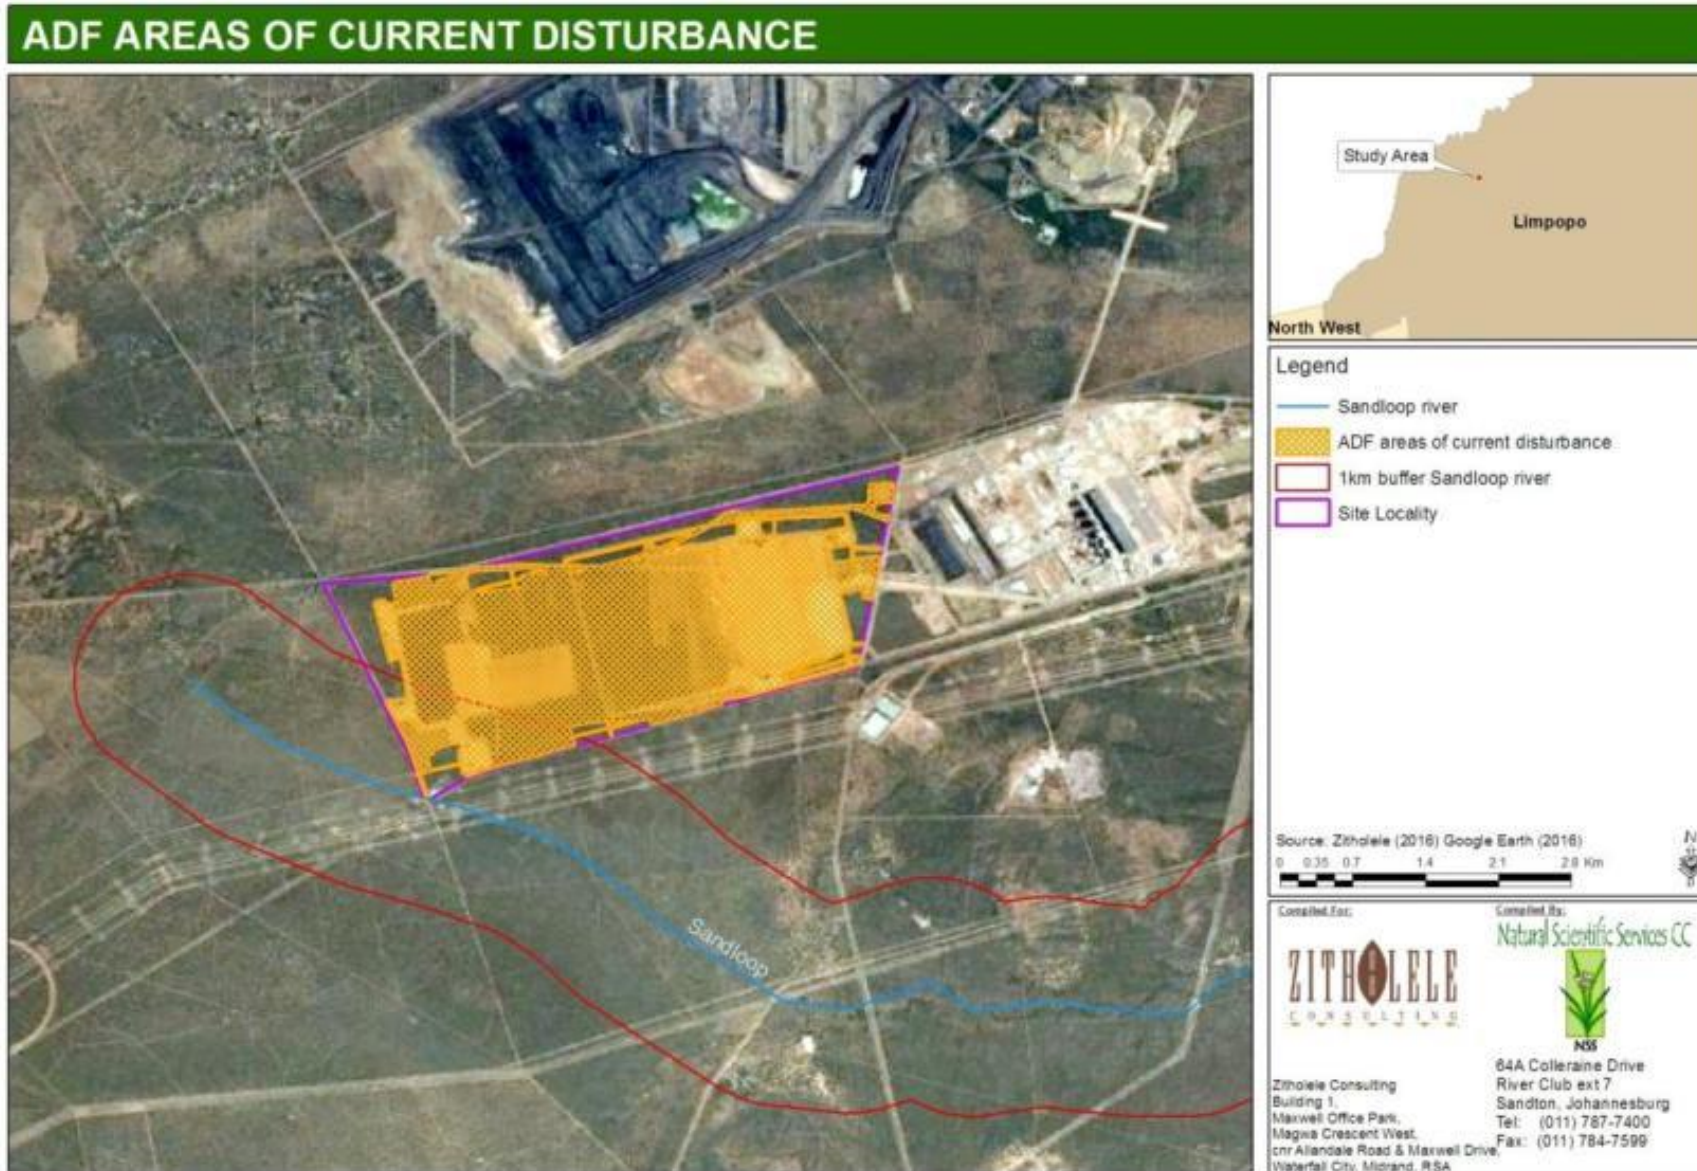 ADF AREAS OF CURRENT DISTURBANCE
Study Area
Limpopo
North West
Legend
Sandloop river
ADF areas of current disturbance
1km buffer Sandloop river
Site Locality
Sandloop
Source: Zitholele (2016) Google Earth (2016)
0 0.35 0.7 1.4 2.1 2.8 Km
N
Compiled For:
ZITHOLELE
CONSULTING
Zitholele Consulting
Building 1,
Maxwell Office Park,
Magwa Crescent West,
cnr Allandale Road & Maxwell Drive,
Waterfall City, Midrand, RSA
Compiled By:
Natural Scientific Services CC
NSS
64A Colleraine Drive
River Club ext 7
Sandton, Johannesburg
Tel: (011) 787-7400
Fax: (011) 784-7599